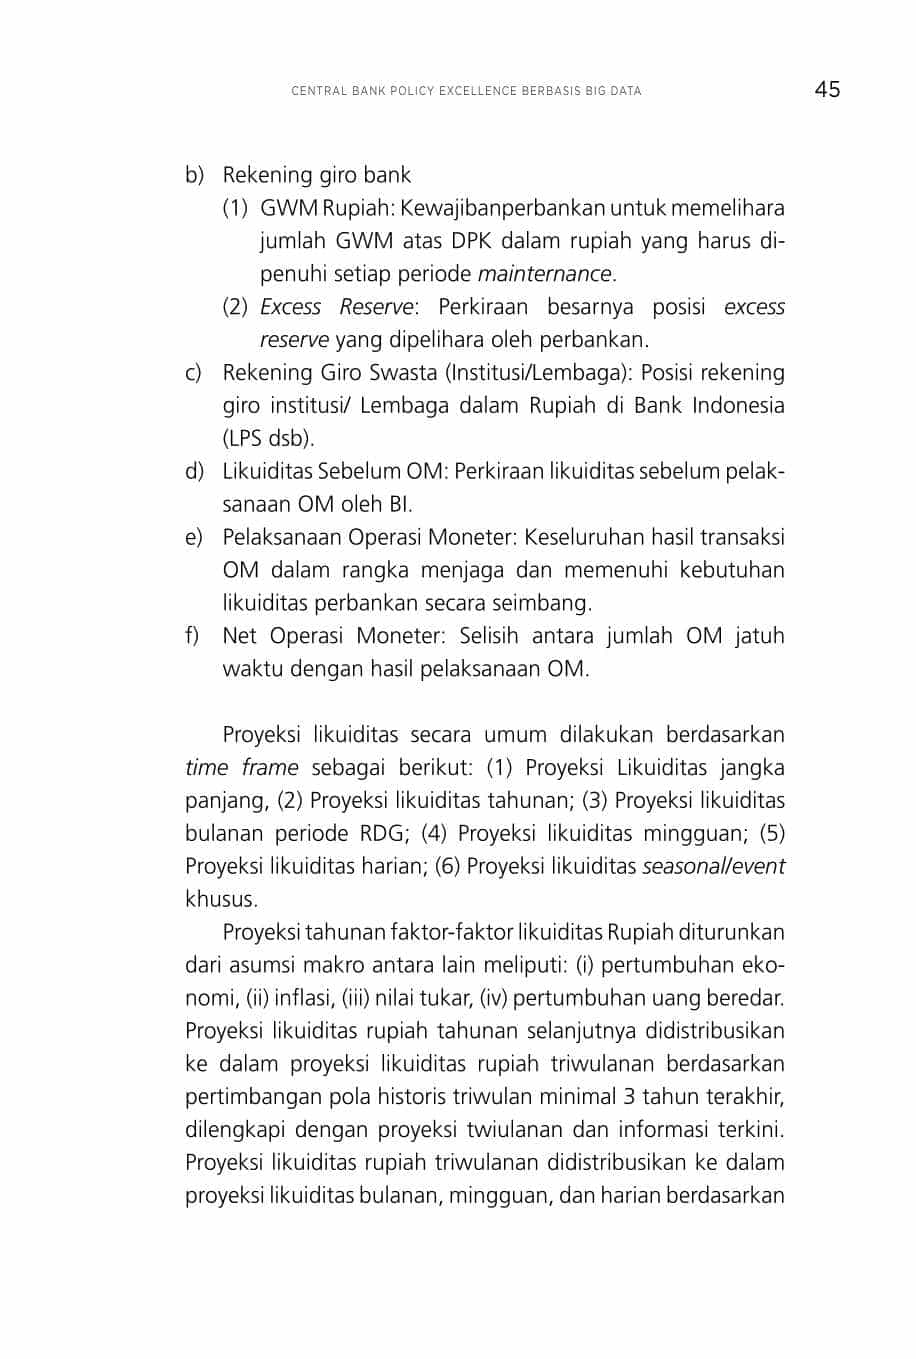 CENTRAL BANK POLICY EXCELLENCE BERBASIS BIG DATA 45
b) Rekening giro bank
(1) GWM Rupiah: Kewajibanperbankan untuk memelihara
jumlah GWM atas DPK dalam rupiah yang harus di-
penuhi setiap periode mainternance.
(2) Excess Reserve: Perkiraan besarnya posisi excess
reserve yang dipelihara oleh perbankan.
c) Rekening Giro Swasta (Institusi/Lembaga): Posisi rekening
giro institusi/ Lembaga dalam Rupiah di Bank Indonesia
(LPS dsb).
d) Likuiditas Sebelum OM: Perkiraan likuiditas sebelum pelak-
sanaan OM oleh BI.
e) Pelaksanaan Operasi Moneter: Keseluruhan hasil transaksi
OM dalam rangka menjaga dan memenuhi kebutuhan
likuiditas perbankan secara seimbang.
f) Net Operasi Moneter: Selisih antara jumlah OM jatuh
waktu dengan hasil pelaksanaan OM.
Proyeksi likuiditas secara umum dilakukan berdasarkan
time frame sebagai berikut: (1) Proyeksi Likuiditas jangka
panjang, (2) Proyeksi likuiditas tahunan; (3) Proyeksi likuiditas
bulanan periode RDG; (4) Proyeksi likuiditas mingguan; (5)
Proyeksi likuiditas harian; (6) Proyeksi likuiditas seasonal/event
khusus.
Proyeksi tahunan faktor-faktor likuiditas Rupiah diturunkan
dari asumsi makro antara lain meliputi: (i) pertumbuhan eko-
nomi, (ii) inflasi, (iii) nilai tukar, (iv) pertumbuhan uang beredar.
Proyeksi likuiditas rupiah tahunan selanjutnya didistribusikan
ke dalam proyeksi likuiditas rupiah triwulanan berdasarkan
pertimbangan pola historis triwulan minimal 3 tahun terakhir,
dilengkapi dengan proyeksi twiulanan dan informasi terkini.
Proyeksi likuiditas rupiah triwulanan didistribusikan ke dalam
proyeksi likuiditas bulanan, mingguan, dan harian berdasarkan